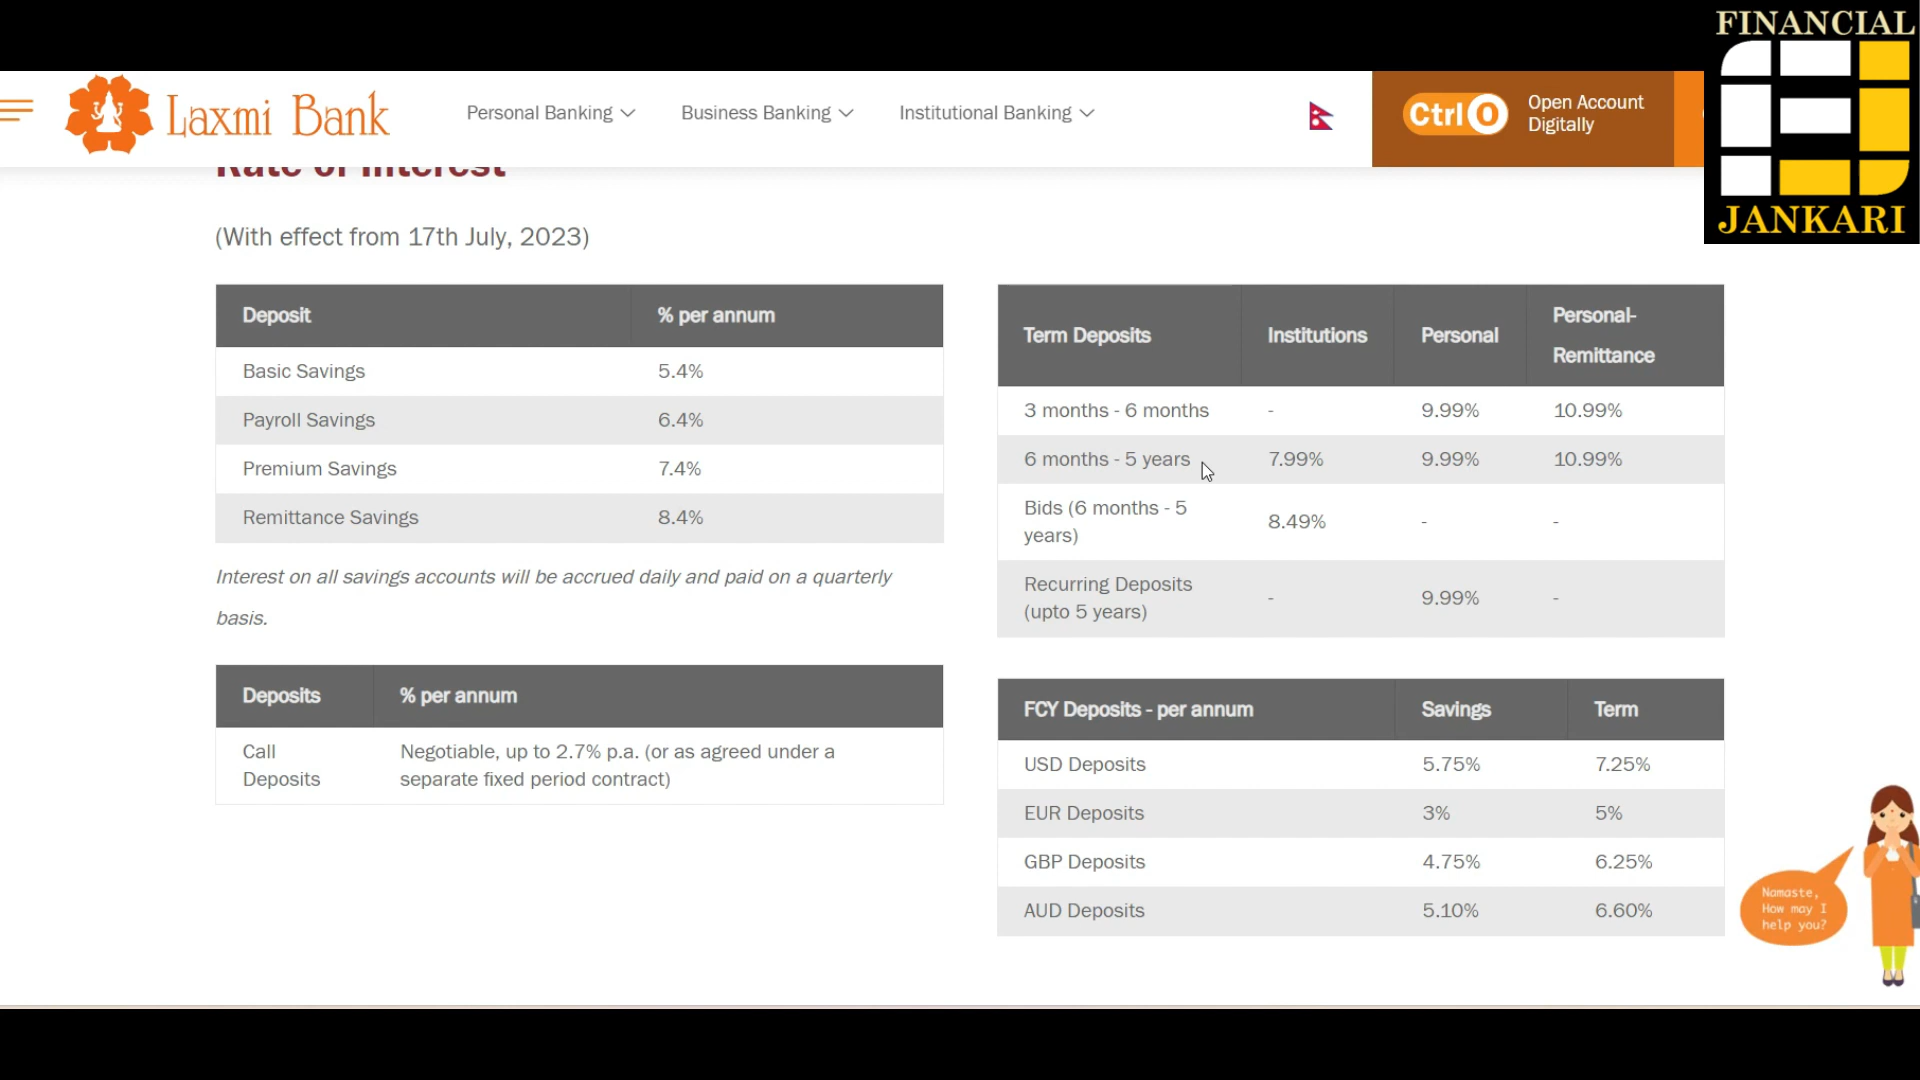 FINANCIAL
JANKARI
Laxmi Bank
Personal Banking
Business Banking
Institutional Banking
Ctrl O
Open Account
Digitally
Rate of Interest
(With effect from 17th July, 2023)
Deposit % per annum
Basic Savings 5.4%
Payroll Savings 6.4%
Premium Savings 7.4%
Remittance Savings 8.4%
Interest on all savings accounts will be accrued daily and paid on a quarterly
basis.
Deposits % per annum
Call
Deposits
Negotiable, up to 2.7% p.a. (or as agreed under a
separate fixed period contract)
Term Deposits Institutions Personal
Personal-
Remittance
3 months - 6 months - 9.99% 10.99%
6 months - 5 years 7.99% 9.99% 10.99%
Bids (6 months - 5
years)
8.49% - -
Recurring Deposits
(upto 5 years)
- 9.99% -
FCY Deposits - per annum Savings Term
USD Deposits 5.75% 7.25%
EUR Deposits 3% 5%
GBP Deposits 4.75% 6.25%
AUD Deposits 5.10% 6.60%
Namaste,
How may I
help you?